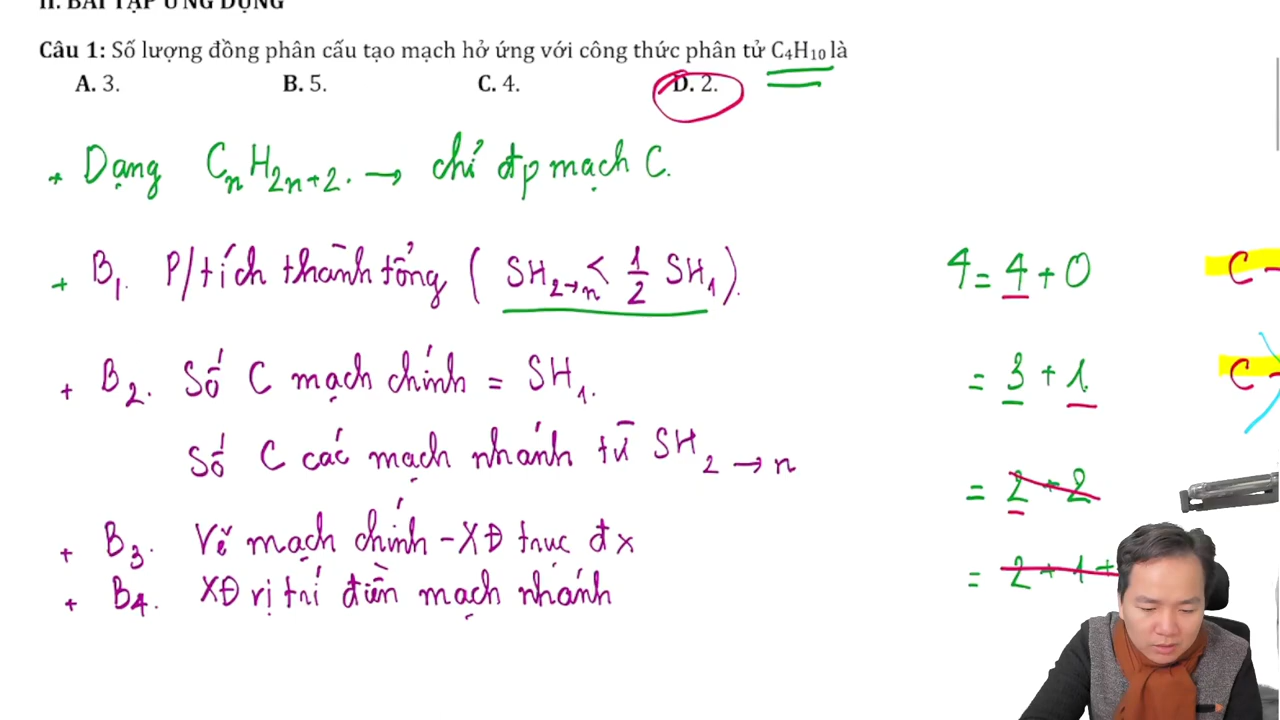 II. BÀI TẬP ỨNG DỤNG
Câu 1: Số lượng đồng phân cấu tạo mạch hở ứng với công thức phân tử C₄H₁₀ là
A. 3. B. 5. C. 4. D. 2.
+ Dạng CₙH₂ₙ₊₂. → chỉ đp mạch C.
+ B₁. P/tích thành tổng ( SH₂→ₙ < 1/2 SH₁).
4 = 4 + 0
C -
+ B₂. Số C mạch chính = SH₁.
= 3 + 1
C -
Số C các mạch nhánh từ SH₂→ₙ
= 2 + 2
+ B₃. Vẽ mạch chính - XĐ trục đx
= 2 + 1 +
+ B₄. XĐ vị trí điền mạch nhánh